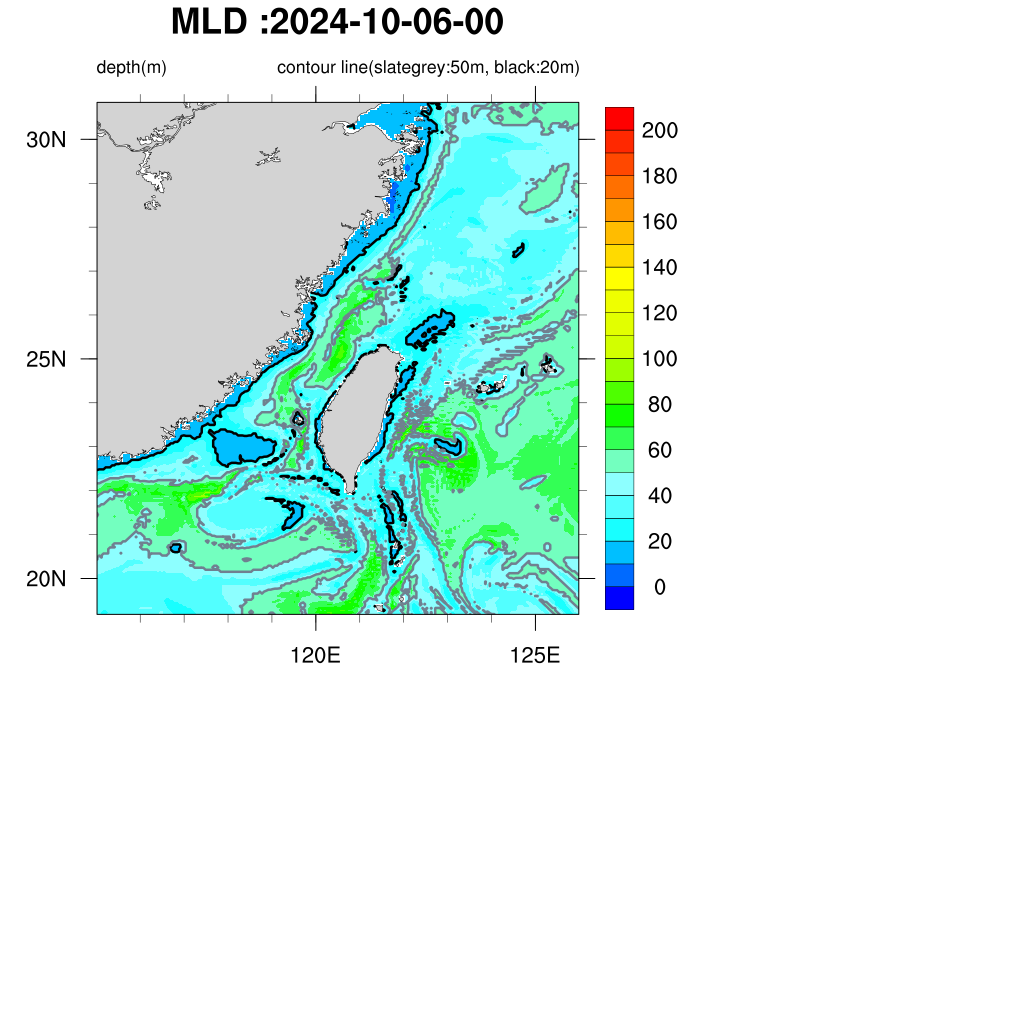 MLD :2024-10-06-00
depth(m)
contour line(slategrey:50m, black:20m)
30N
25N
20N
120E
125E
200
180
160
140
120
100
80
60
40
20
0